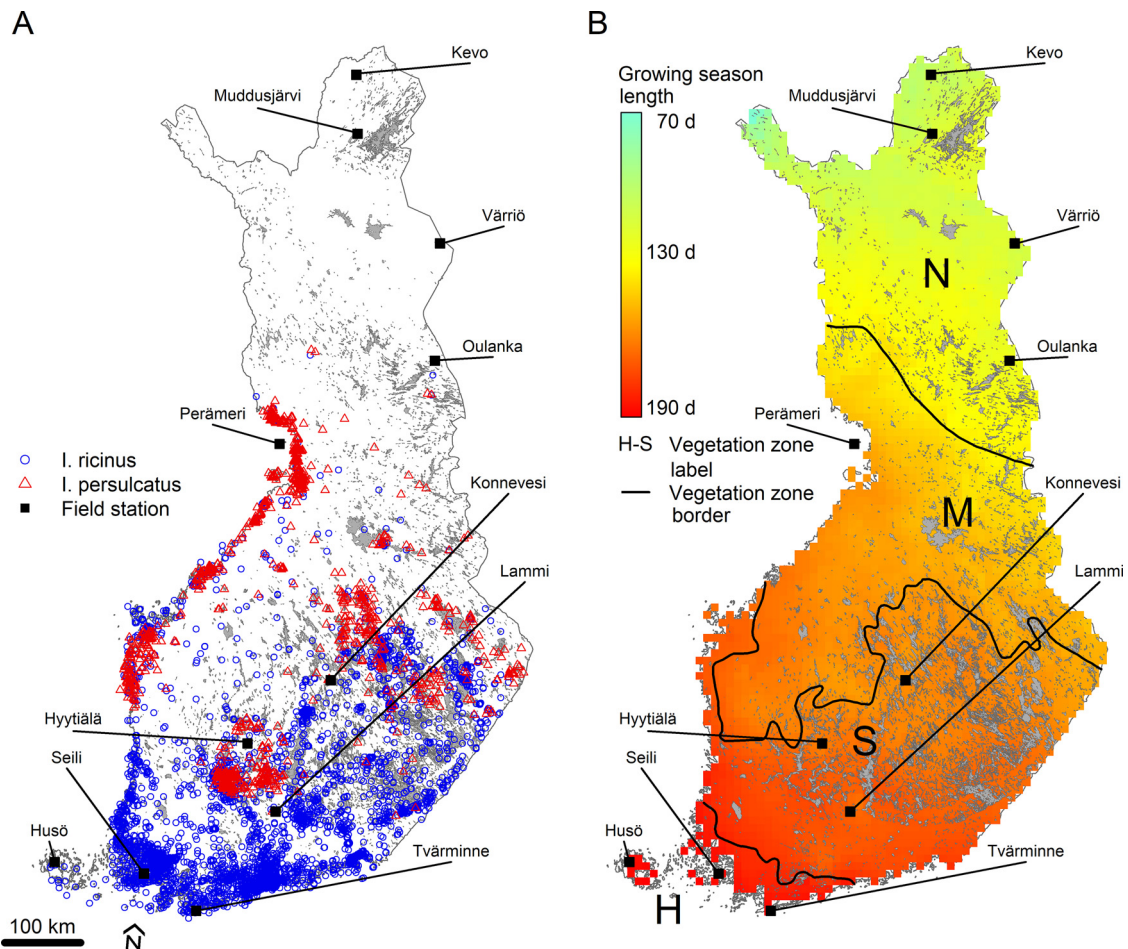 A
Kevo
Muddusjärvi
Värriö
Oulanka
Perämeri
I. ricinus
I. persulcatus
Field station
Konnevesi
Lammi
Hyytiälä
Seili
Husö
Tvärminne
100 km
N
B
Growing season
length
70 d
130 d
190 d
H-S Vegetation zone
label
Vegetation zone
border
Kevo
Muddusjärvi
Värriö
N
Oulanka
Perämeri
Konnevesi
M
Lammi
Hyytiälä
S
Seili
Husö
Tvärminne
H